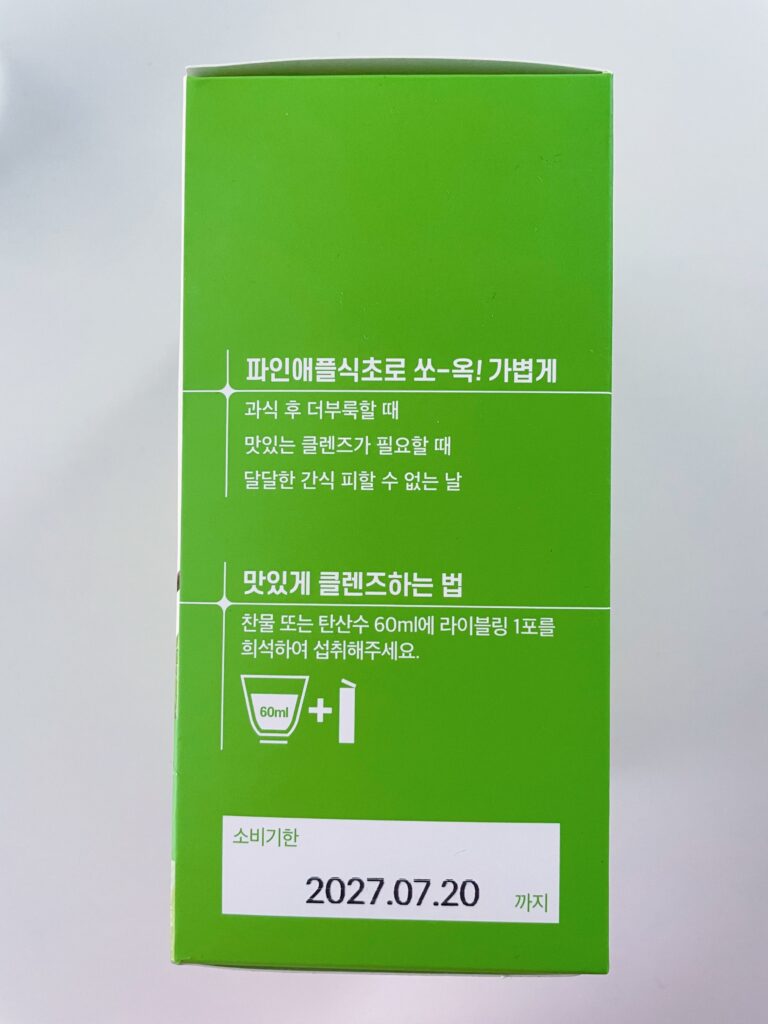 파인애플식초로 쏘-옥! 가볍게
과식 후 더부룩할 때
맛있는 클렌즈가 필요할 때
달달한 간식 피할 수 없는 날
맛있게 클렌즈하는 법
찬물 또는 탄산수 60ml에 라이블링 1포를
희석하여 섭취해주세요.
60ml
+
소비기한
2027.07.20 까지